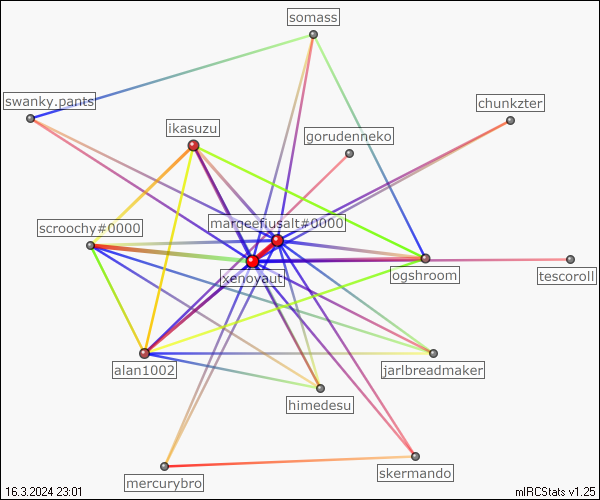 somass
swanky.pants
chunkzter
ikasuzu
gorudenneko
marqeefiusalt#0000
scroochy#0000
xenoyaut
ogshroom
tescoroll
alan1002
jarlbreadmaker
himedesu
skermando
mercurybro
16.3.2024 23:01
mIRCStats v1.25